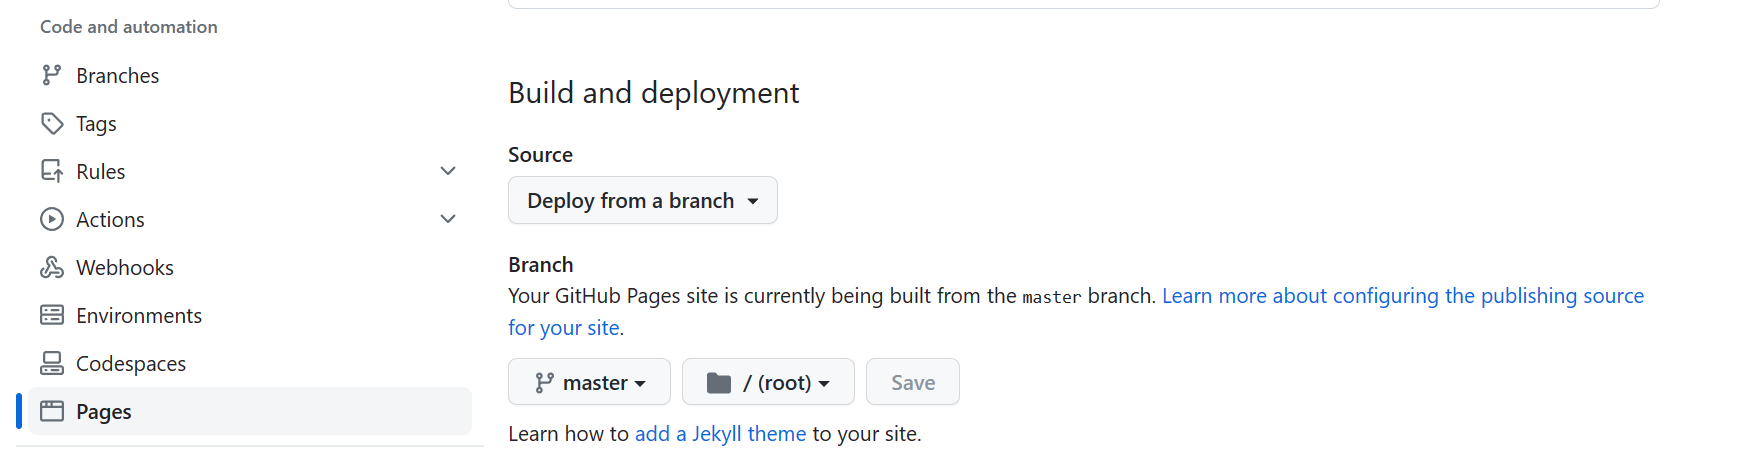 Code and automation
Branches
Tags
Rules
Actions
Webhooks
Environments
Codespaces
Pages
Build and deployment
Source
Deploy from a branch
Branch
Your GitHub Pages site is currently being built from the master branch. Learn more about configuring the publishing source
for your site.
master / (root) Save
Learn how to add a Jekyll theme to your site.